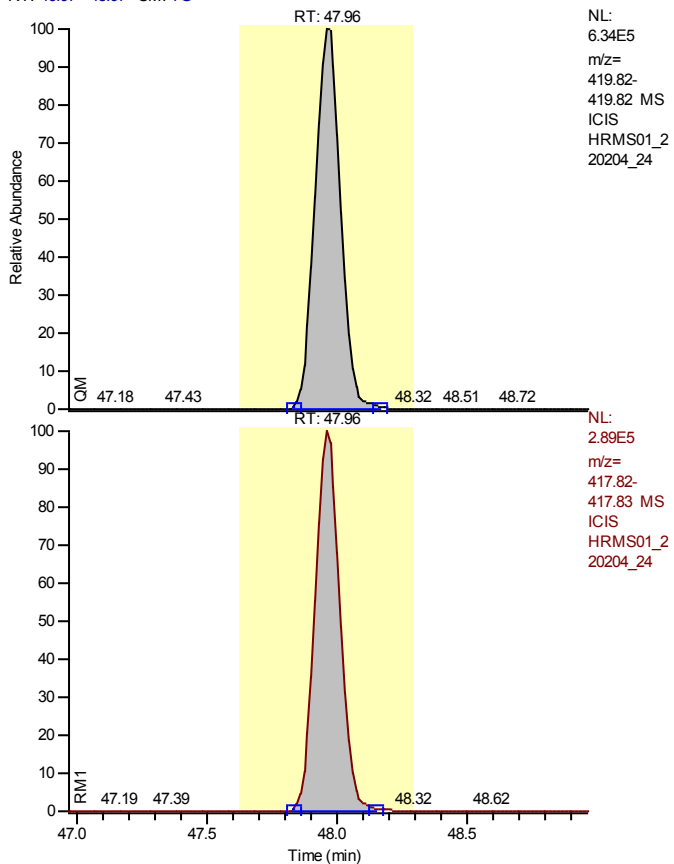 RT: 47.96
NL:
6.34E5
m/z=
419.82-
419.82 MS
ICIS
HRMS01_2
20204_24
100
90
80
70
60
50
40
30
20
10
0
Relative Abundance
QM
47.18 47.43 48.32 48.51 48.72
RT: 47.96
NL:
2.89E5
m/z=
417.82-
417.83 MS
ICIS
HRMS01_2
20204_24
100
90
80
70
60
50
40
30
20
10
0
RM1
47.19 47.39 48.32 48.62
47.0 47.5 48.0 48.5
Time (min)